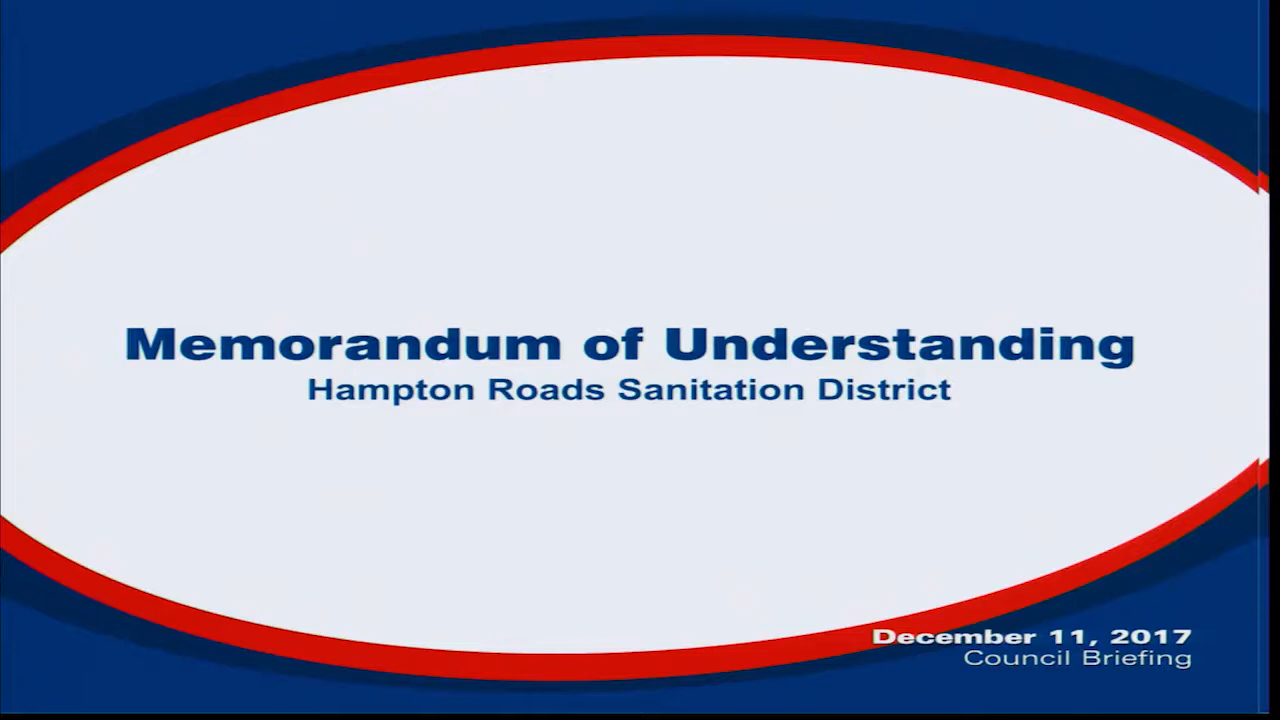 Memorandum of Understanding
Hampton Roads Sanitation District
December 11, 2017
Council Briefing